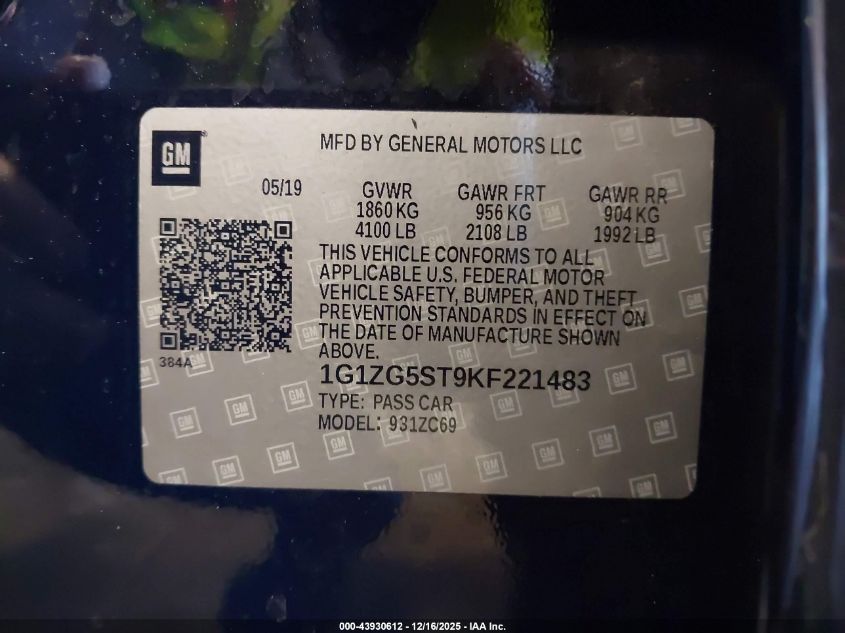 GM
MFD BY GENERAL MOTORS LLC
05/19 GVWR GAWR FRT GAWR RR
1860 KG 956 KG 904 KG
4100 LB 2108 LB 1992 LB
THIS VEHICLE CONFORMS TO ALL
APPLICABLE U.S. FEDERAL MOTOR
VEHICLE SAFETY, BUMPER, AND THEFT
PREVENTION STANDARDS IN EFFECT ON
THE DATE OF MANUFACTURE SHOWN
ABOVE.
384A
1G1ZG5ST9KF221483
TYPE: PASS CAR
MODEL: 931ZC69
000-43930612 - 12/16/2025 - IAA Inc.